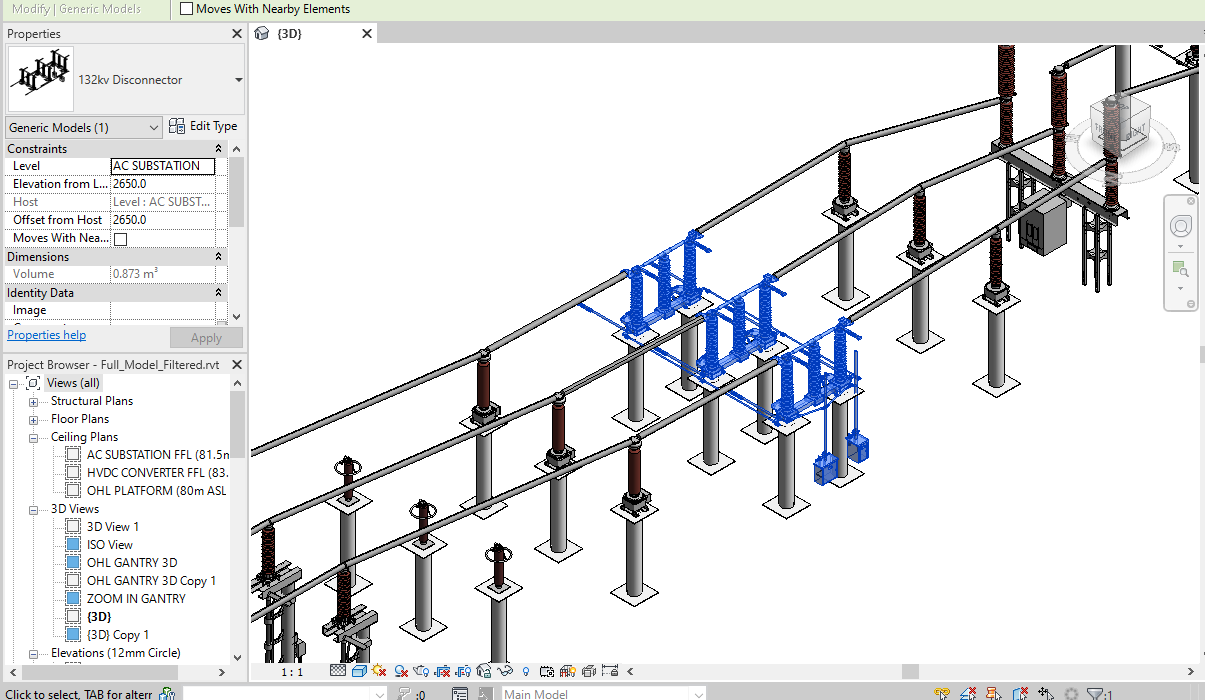 Modify | Generic Models
Moves With Nearby Elements
Properties
{3D}
132kv Disconnector
Generic Models (1)
Edit Type
Constraints
Level
AC SUBSTATION
Elevation from L...
2650.0
Host
Level : AC SUBST...
Offset from Host
2650.0
Moves With Nea...
Dimensions
Volume
0.873 m³
Identity Data
Image
Properties help
Apply
Project Browser - Full_Model_Filtered.rvt
Views (all)
Structural Plans
Floor Plans
Ceiling Plans
AC SUBSTATION FFL (81.5m
HVDC CONVERTER FFL (83.
OHL PLATFORM (80m ASL
3D Views
3D View 1
ISO View
OHL GANTRY 3D
OHL GANTRY 3D Copy 1
ZOOM IN GANTRY
{3D}
{3D} Copy 1
Elevations (12mm Circle)
1 : 1
Click to select, TAB for altern
:0
Main Model
:1